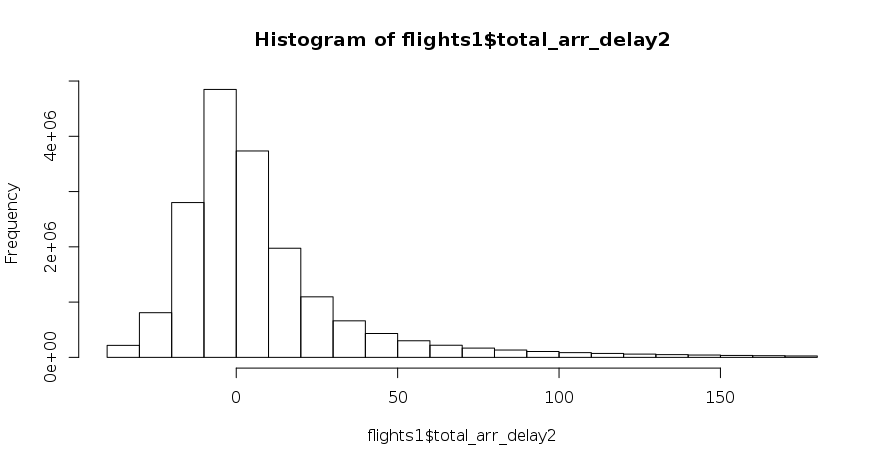 Histogram of flights1$total_arr_delay2
Frequency
4e+06
2e+06
0e+00
0 50 100 150
flights1$total_arr_delay2